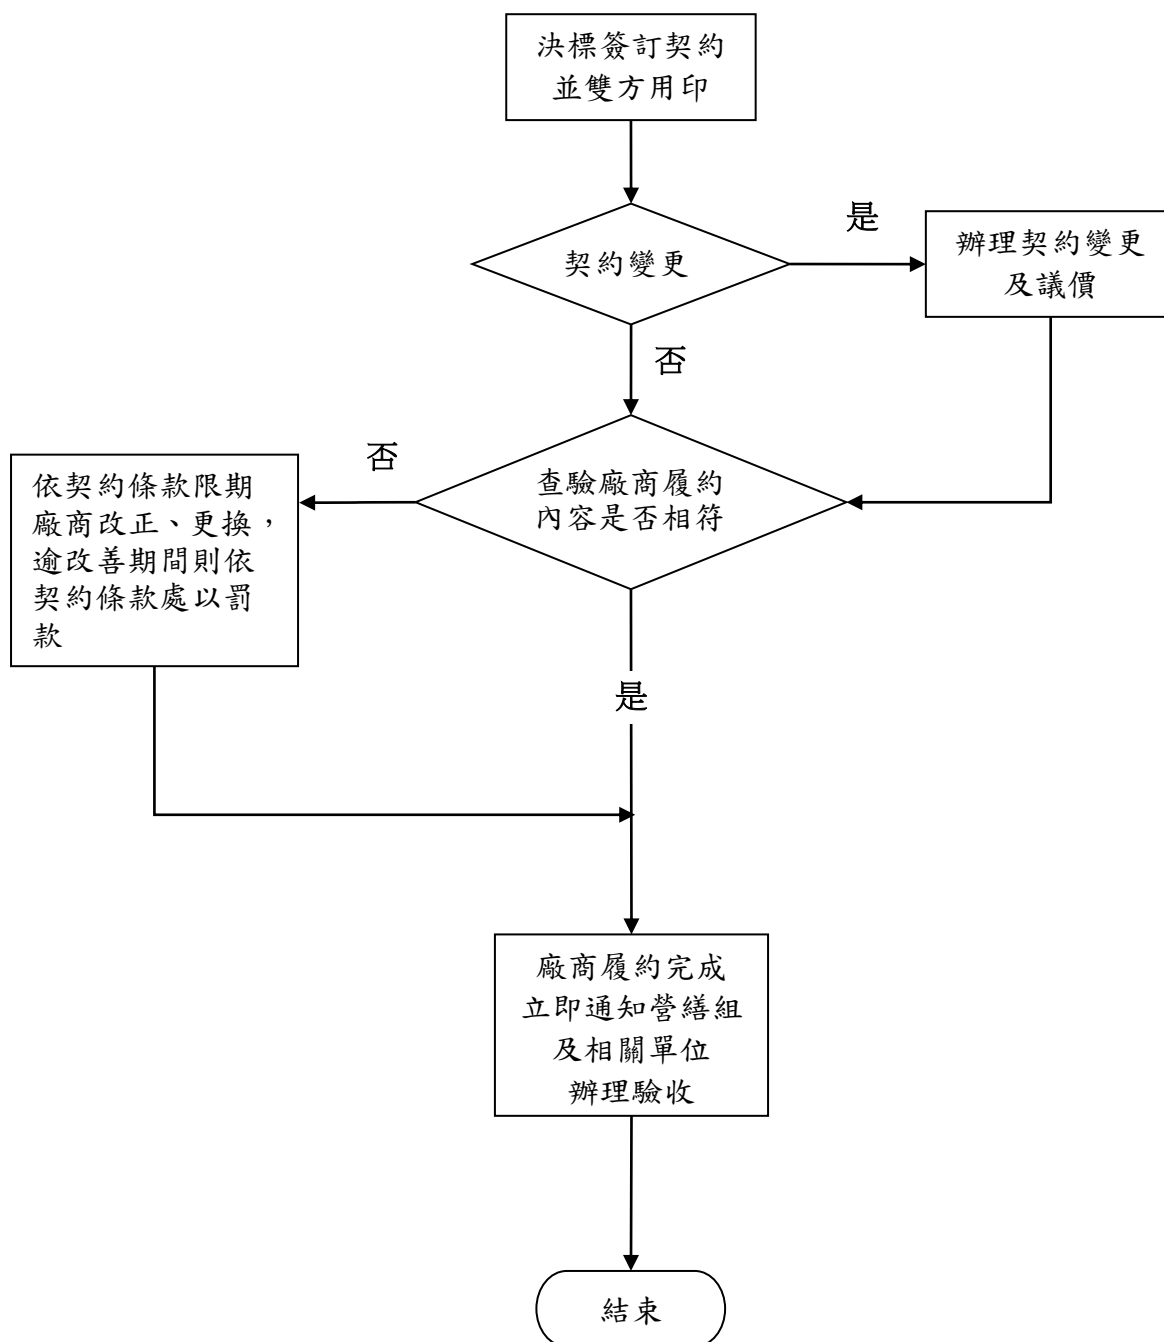 決標簽訂契約
並雙方用印
契約變更
是
辦理契約變更
及議價
否
查驗廠商履約
內容是否相符
否
依契約條款限期
廠商改正、更換，
逾改善期間則依
契約條款處以罰
款
是
廠商履約完成
立即通知營繕組
及相關單位
辦理驗收
結束